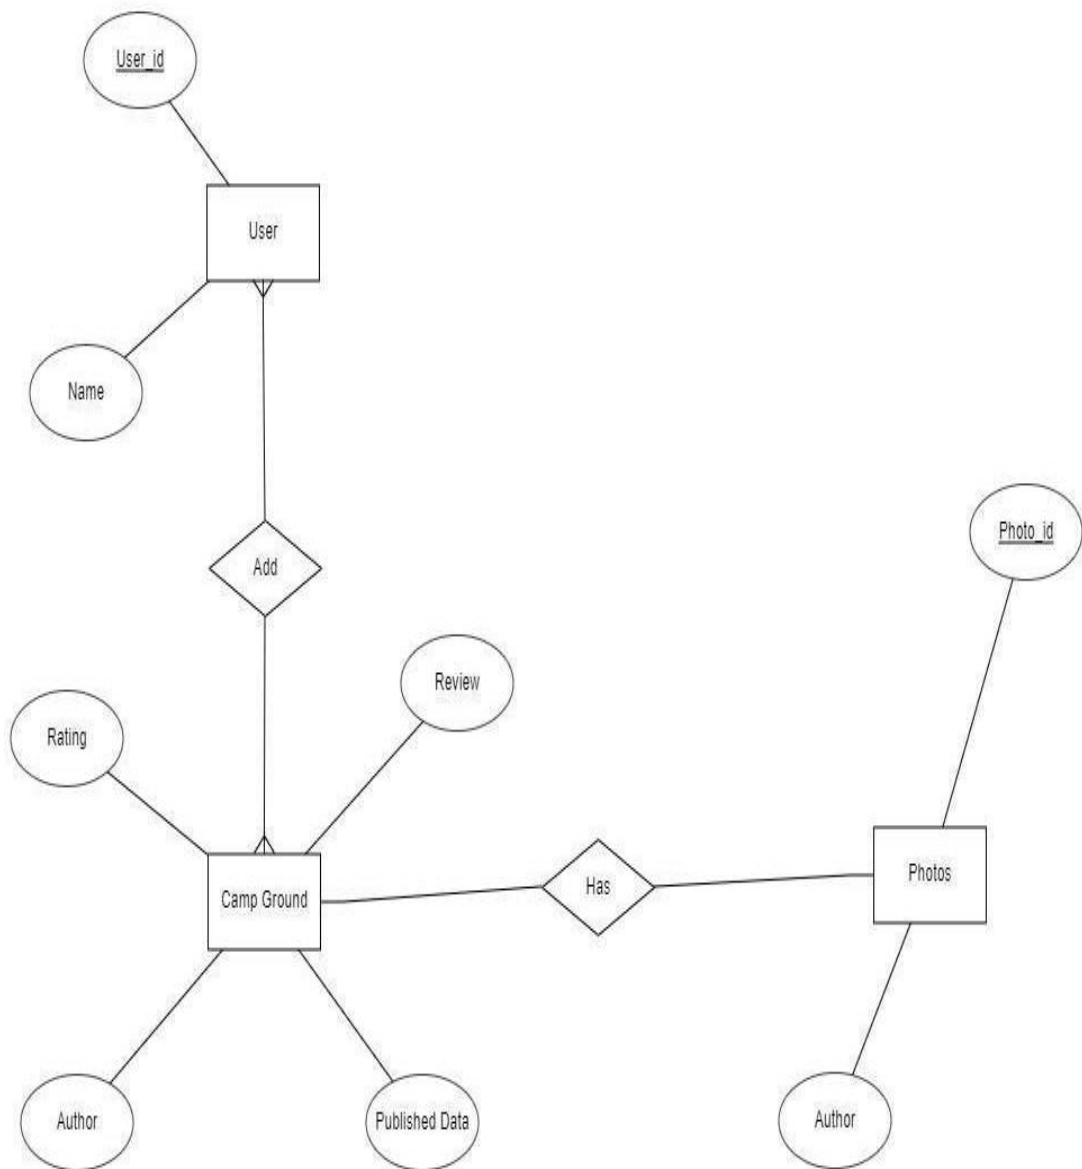 User_id
User
Name
Photo_id
Add
Review
Rating
Photos
Has
Camp Ground
Author
Published Data
Author